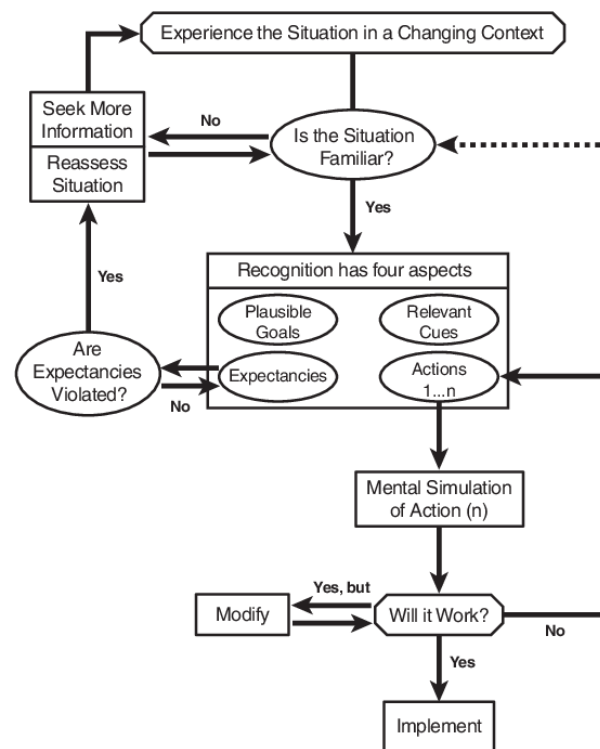 Experience the Situation in a Changing Context
Seek More
Information
Reassess
Situation
No
Is the Situation
Familiar?
Yes
Recognition has four aspects
Plausible
Goals
Relevant
Cues
Yes
Are
Expectancies
Violated?
No
Expectancies
Actions
1...n
Mental Simulation
of Action (n)
Yes, but
Modify
Will it Work?
No
Yes
Implement